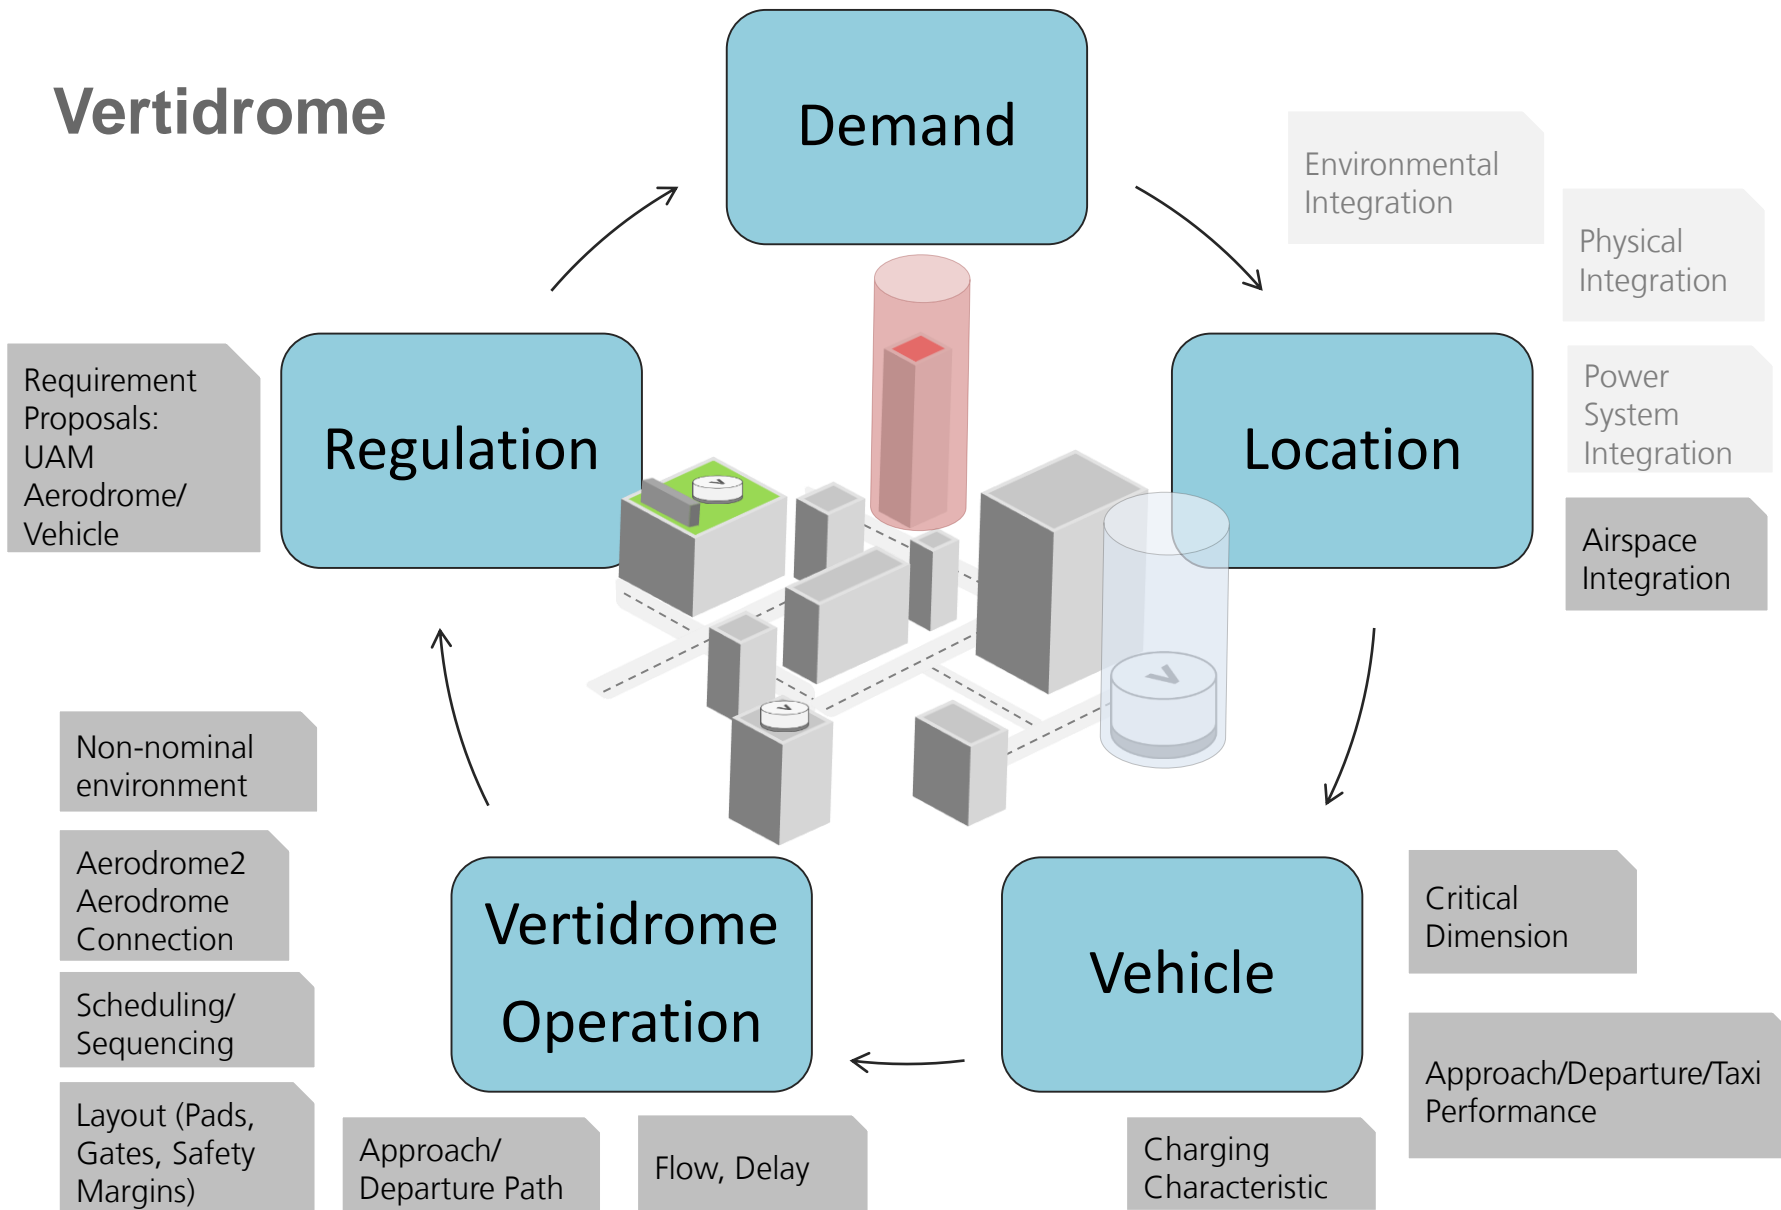 Vertidrome
Demand
Environmental
Integration
Physical
Integration
Requirement
Proposals:
UAM
Aerodrome/
Vehicle
Regulation
Location
Power
System
Integration
Airspace
Integration
V
V
V
Non-nominal
environment
Aerodrome2
Aerodrome
Connection
Scheduling/
Sequencing
Layout (Pads,
Gates, Safety
Margins)
Vertidrome
Operation
Approach/
Departure Path
Flow, Delay
Vehicle
Critical
Dimension
Approach/Departure/Taxi
Performance
Charging
Characteristic